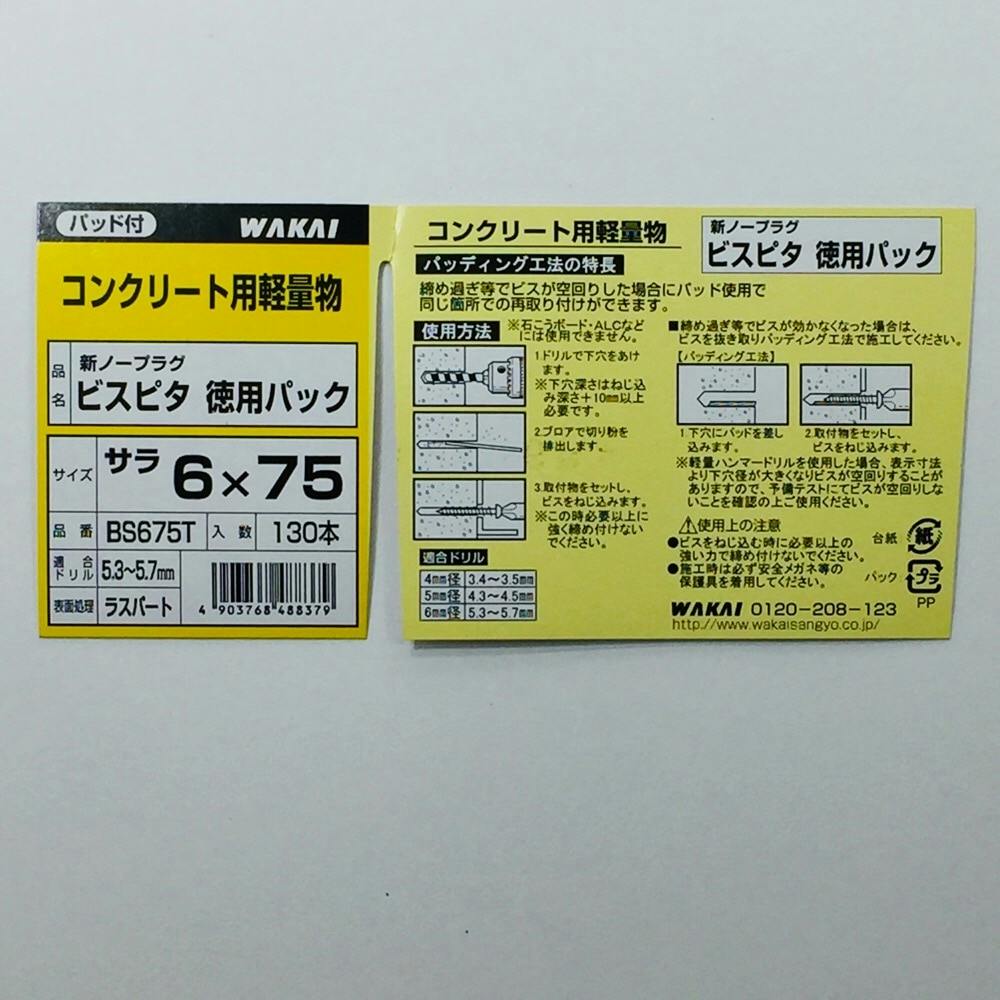 パッド付 WAKAI
コンクリート用軽量物
品名 新ノープラグ
ビスピタ 徳用パック
サイズ サラ 6×75
品番 BS675T 入数 130本
適合ドリル 5.3〜5.7mm
表面処理 ラスパート
4 903768 488379
コンクリート用軽量物
新ノープラグ
ビスピタ 徳用パック
パッディング工法の特長
締め過ぎ等でビスが空回りした場合にパッド使用で
同じ箇所での再取り付けができます。
使用方法
※石こうボード・ALCなど
には使用できません。
1.ドリルで下穴をあけ
ます。
※下穴深さはねじ込
み深さ+10mm以上
必要です。
2.ブロアで切り粉を
排出します。
3.取付物をセットし、
ビスをねじ込みます。
※この時必要以上に
強く締め付けない
でください。
適合ドリル
4mm径 3.4〜3.5mm
5mm径 4.3〜4.5mm
6mm径 5.3〜5.7mm
■締め過ぎ等でビスが効かなくなった場合は、
ビスを抜き取りパッディング工法で施工してください。
【パッディング工法】
1.下穴にパッドを差し
込みます。
2.取付物をセットし、
ビスをねじ込みます。
※軽量ハンマードリルを使用した場合、表示寸法
より下穴径が大きくなりビスが空回りすることが
ありますので、予備テストにてビスが空回りしな
いことを確認の上ご使用ください。
⚠使用上の注意
●ビスをねじ込む時に必要以上の
強い力で締め付けないでください。
●施工時は必ず安全メガネ等の
保護具を着用してください。
台紙 紙
パック プラ
PP
WAKAI 0120-208-123
http://www.wakaisangyo.co.jp/